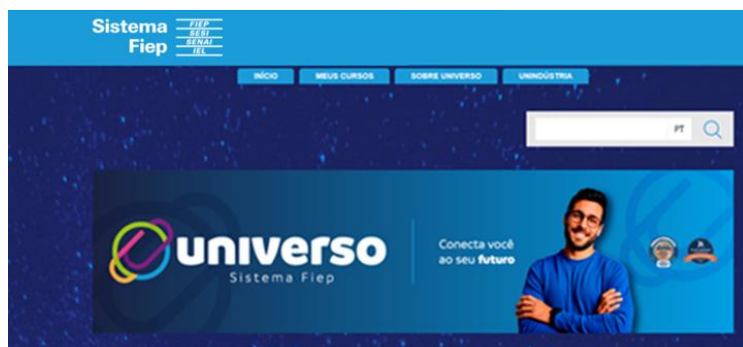 Sistema
Fiep
FIEP
SESI
SENAI
IEL
INÍCIO MEUS CURSOS SOBRE UNIVERSO UNINDÚSTRIA
PT
universo
Sistema Fiep
Conecta você
ao seu futuro